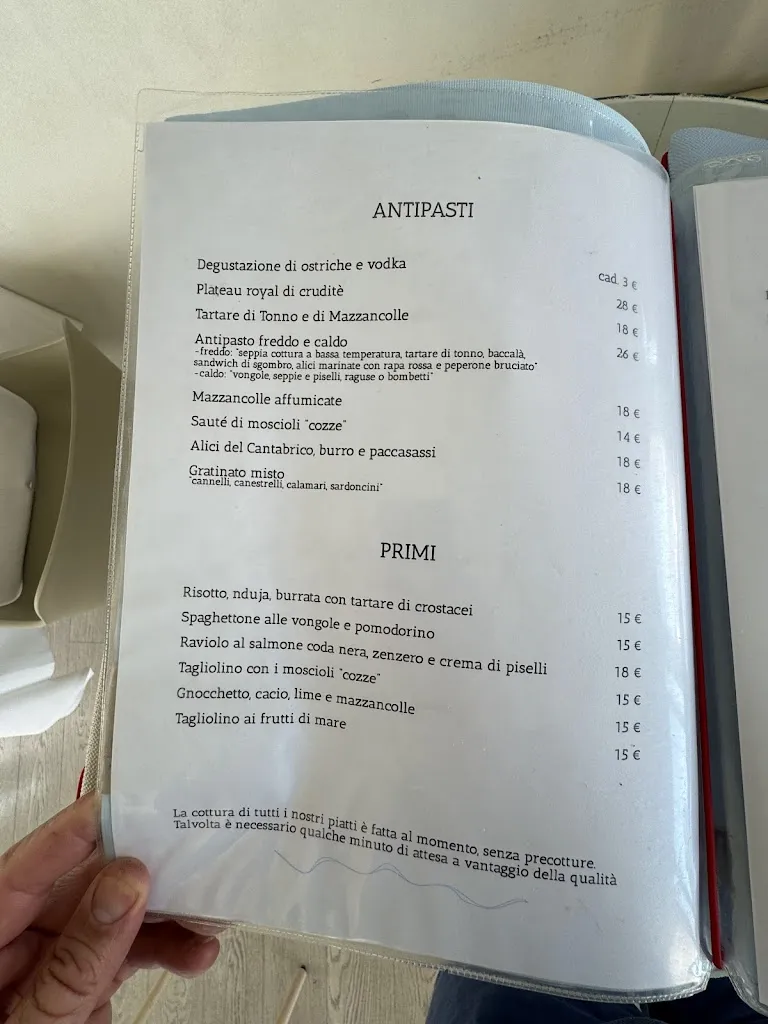 ANTIPASTI
Degustazione di ostriche e vodka cad. 3 €
Plateau royal di cruditè 28 €
Tartare di Tonno e di Mazzancolle 18 €
Antipasto freddo e caldo 26 €
- freddo: "seppia cottura a bassa temperatura, tartare di tonno, baccalà,
sandwich di sgombro, alici marinate con rapa rossa e peperone bruciato"
- caldo: "vongole, seppie e piselli, raguse o bombetti"
Mazzancolle affumicate 18 €
Sauté di moscioli "cozze" 14 €
Alici del Cantabrico, burro e paccasassi 18 €
Gratinato misto 18 €
"cannelli, canestrelli, calamari, sardoncini"
PRIMI
Risotto, nduja, burrata con tartare di crostacei 15 €
Spaghettone alle vongole e pomodorino 15 €
Raviolo al salmone coda nera, zenzero e crema di piselli 18 €
Tagliolino con i moscioli "cozze" 15 €
Gnocchetto, cacio, lime e mazzancolle 15 €
Tagliolino ai frutti di mare 15 €
La cottura di tutti i nostri piatti è fatta al momento, senza precotture.
Talvolta è necessario qualche minuto di attesa a vantaggio della qualità